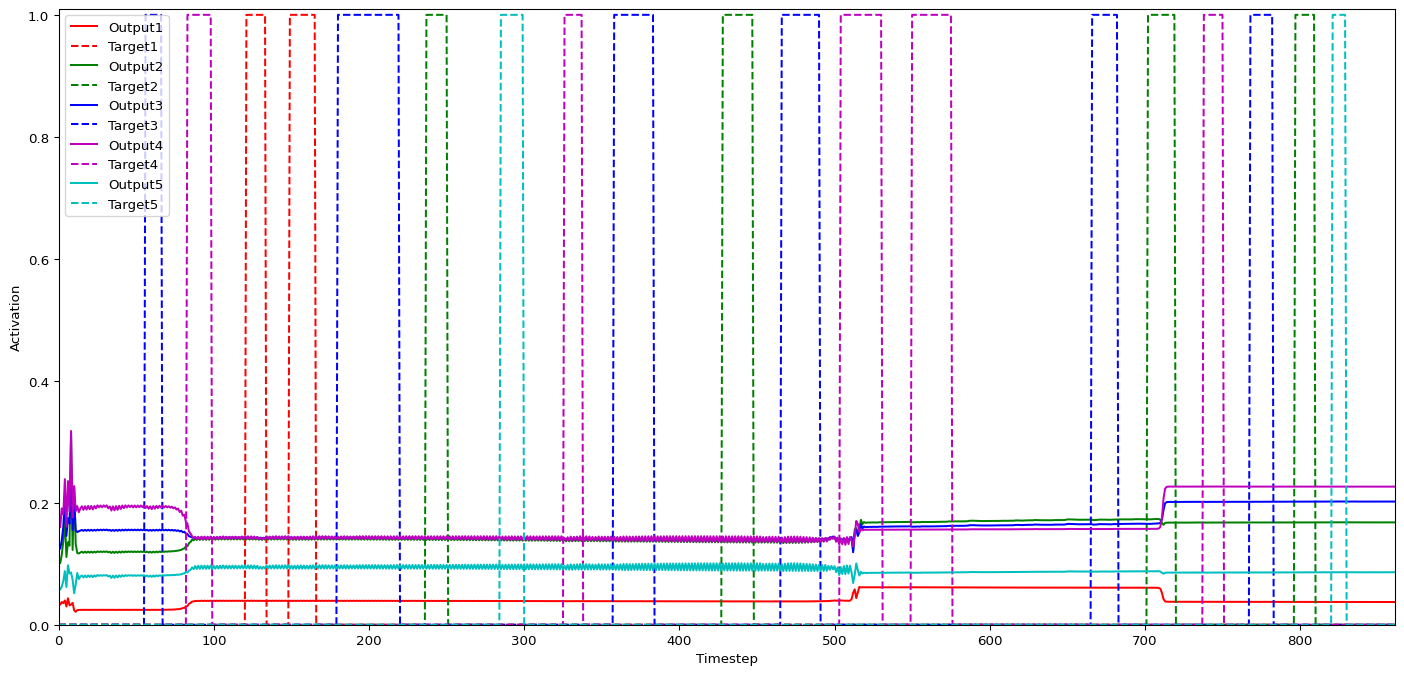 1.0
0.8
0.6
0.4
0.2
0.0
Activation
Output1
Target1
Output2
Target2
Output3
Target3
Output4
Target4
Output5
Target5
0 100 200 300 400 500 600 700 800
Timestep